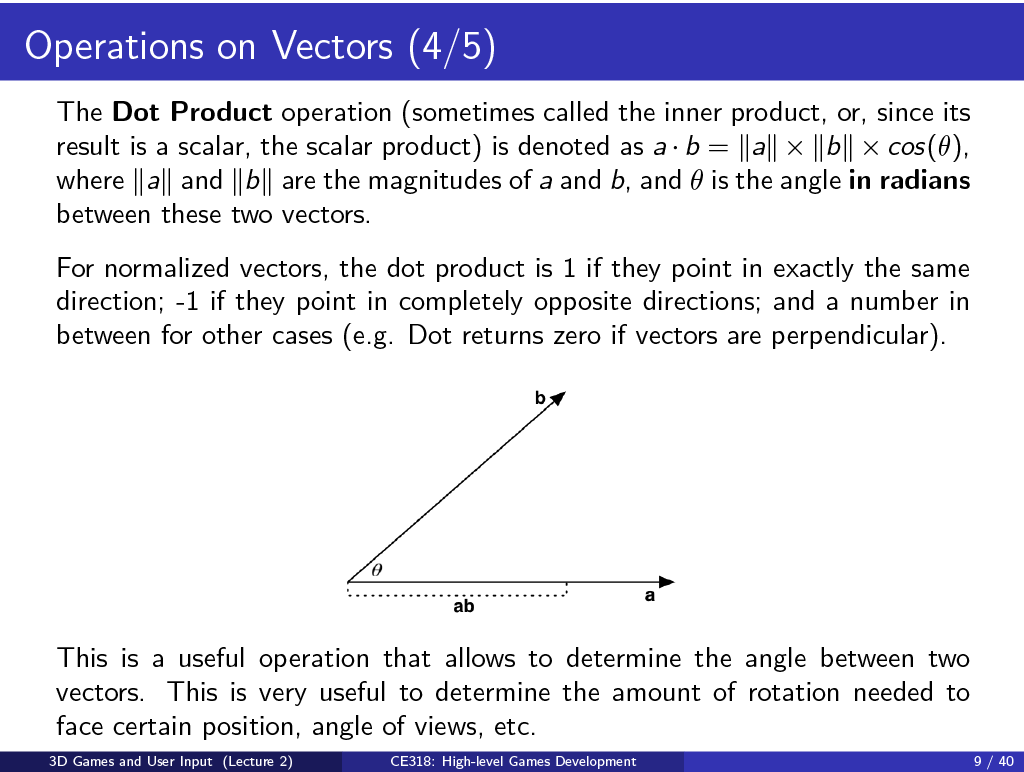 Operations on Vectors (4/5)
The Dot Product operation (sometimes called the inner product, or, since its
result is a scalar, the scalar product) is denoted as a · b = ‖a‖ × ‖b‖ × cos(θ),
where ‖a‖ and ‖b‖ are the magnitudes of a and b, and θ is the angle in radians
between these two vectors.
For normalized vectors, the dot product is 1 if they point in exactly the same
direction; -1 if they point in completely opposite directions; and a number in
between for other cases (e.g. Dot returns zero if vectors are perpendicular).
b
θ
a
ab
This is a useful operation that allows to determine the angle between two
vectors. This is very useful to determine the amount of rotation needed to
face certain position, angle of views, etc.
3D Games and User Input (Lecture 2) CE318: High-level Games Development 9 / 40